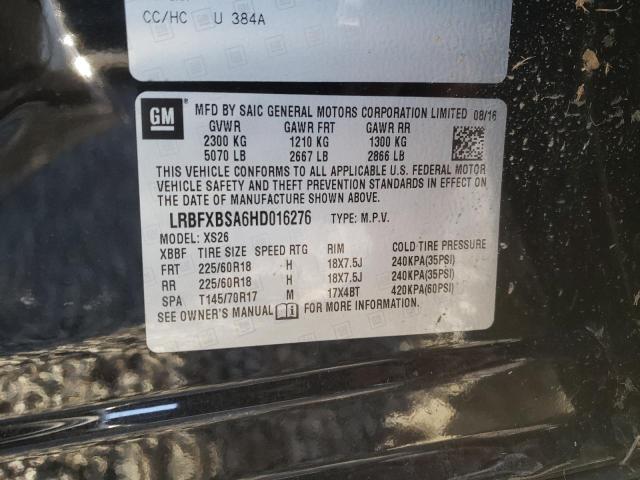 CC/HC U 384A
GM MFD BY SAIC GENERAL MOTORS CORPORATION LIMITED 08/16
GVWR GAWR FRT GAWR RR
2300 KG 1210 KG 1300 KG
5070 LB 2667 LB 2866 LB
THIS VEHICLE CONFORMS TO ALL APPLICABLE U.S. FEDERAL MOTOR
VEHICLE SAFETY AND THEFT PREVENTION STANDARDS IN EFFECT ON
THE DATE OF MANUFACTURE SHOWN ABOVE.
LRBFXBSA6HD016276 TYPE: M.P.V.
MODEL: XS26
XBBF TIRE SIZE SPEED RTG RIM COLD TIRE PRESSURE
FRT 225/60R18 H 18X7.5J 240KPA(35PSI)
RR 225/60R18 H 18X7.5J 240KPA(35PSI)
SPA T145/70R17 M 17X4BT 420KPA(60PSI)
SEE OWNER'S MANUAL FOR MORE INFORMATION.